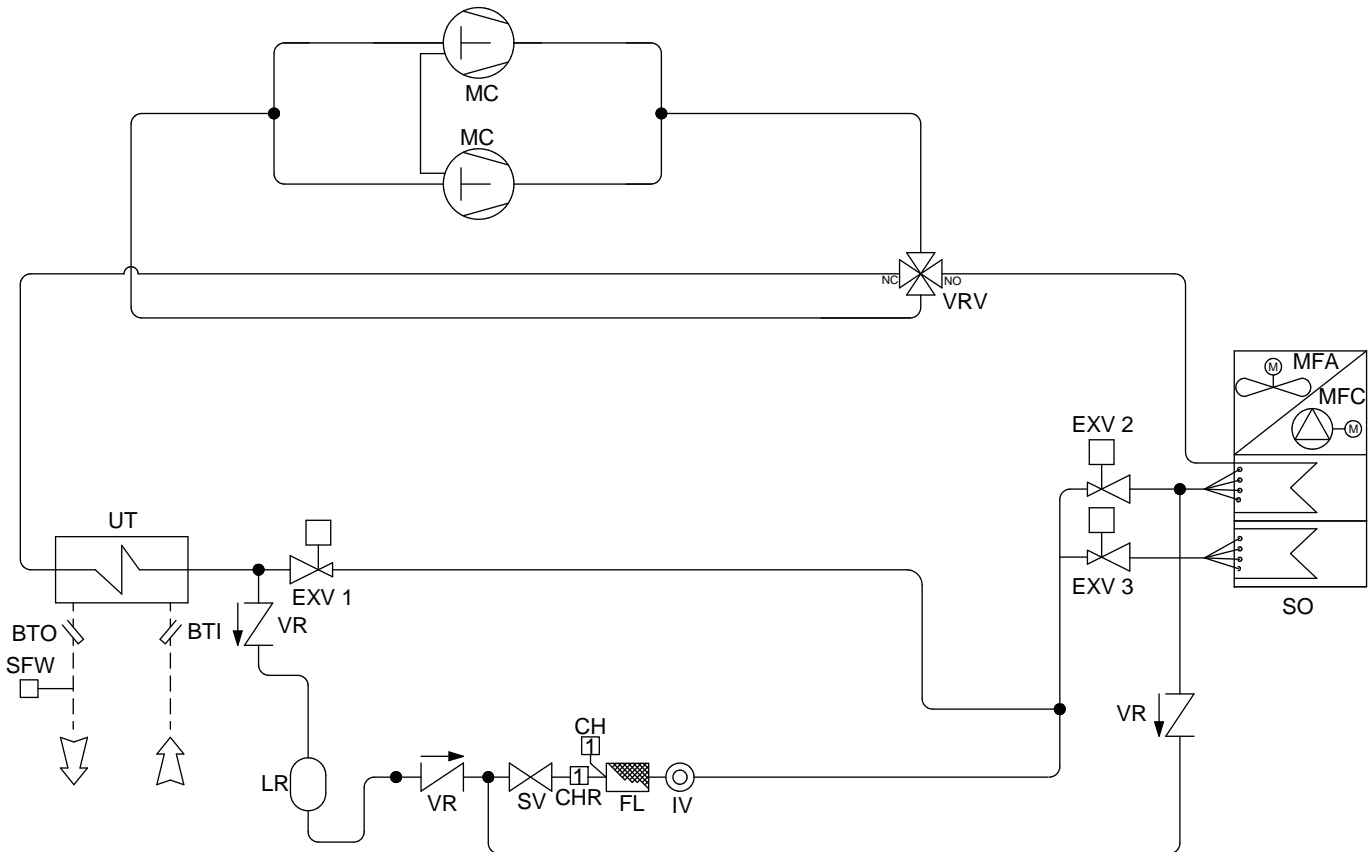 MC
MC
NC
NO
VRV
M
MFA
MFC
M
EXV 2
UT
EXV 1
EXV 3
SO
BTO
BTI
VR
SFW
VR
CH
1
LR
1
VR
SV
CHR
FL
IV